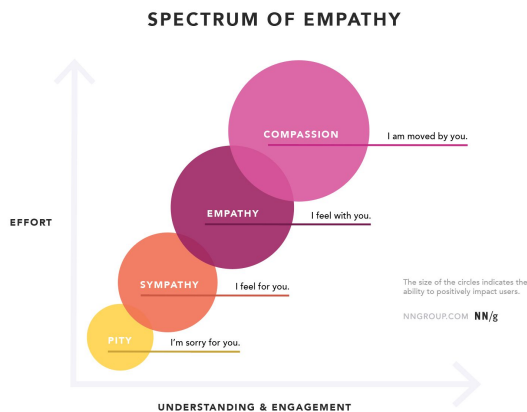 SPECTRUM OF EMPATHY
COMPASSION
I am moved by you.
EMPATHY
I feel with you.
EFFORT
SYMPATHY
I feel for you.
The size of the circles indicates the
ability to positively impact users.
NNGROUP.COM NN/g
PITY
I'm sorry for you.
UNDERSTANDING & ENGAGEMENT